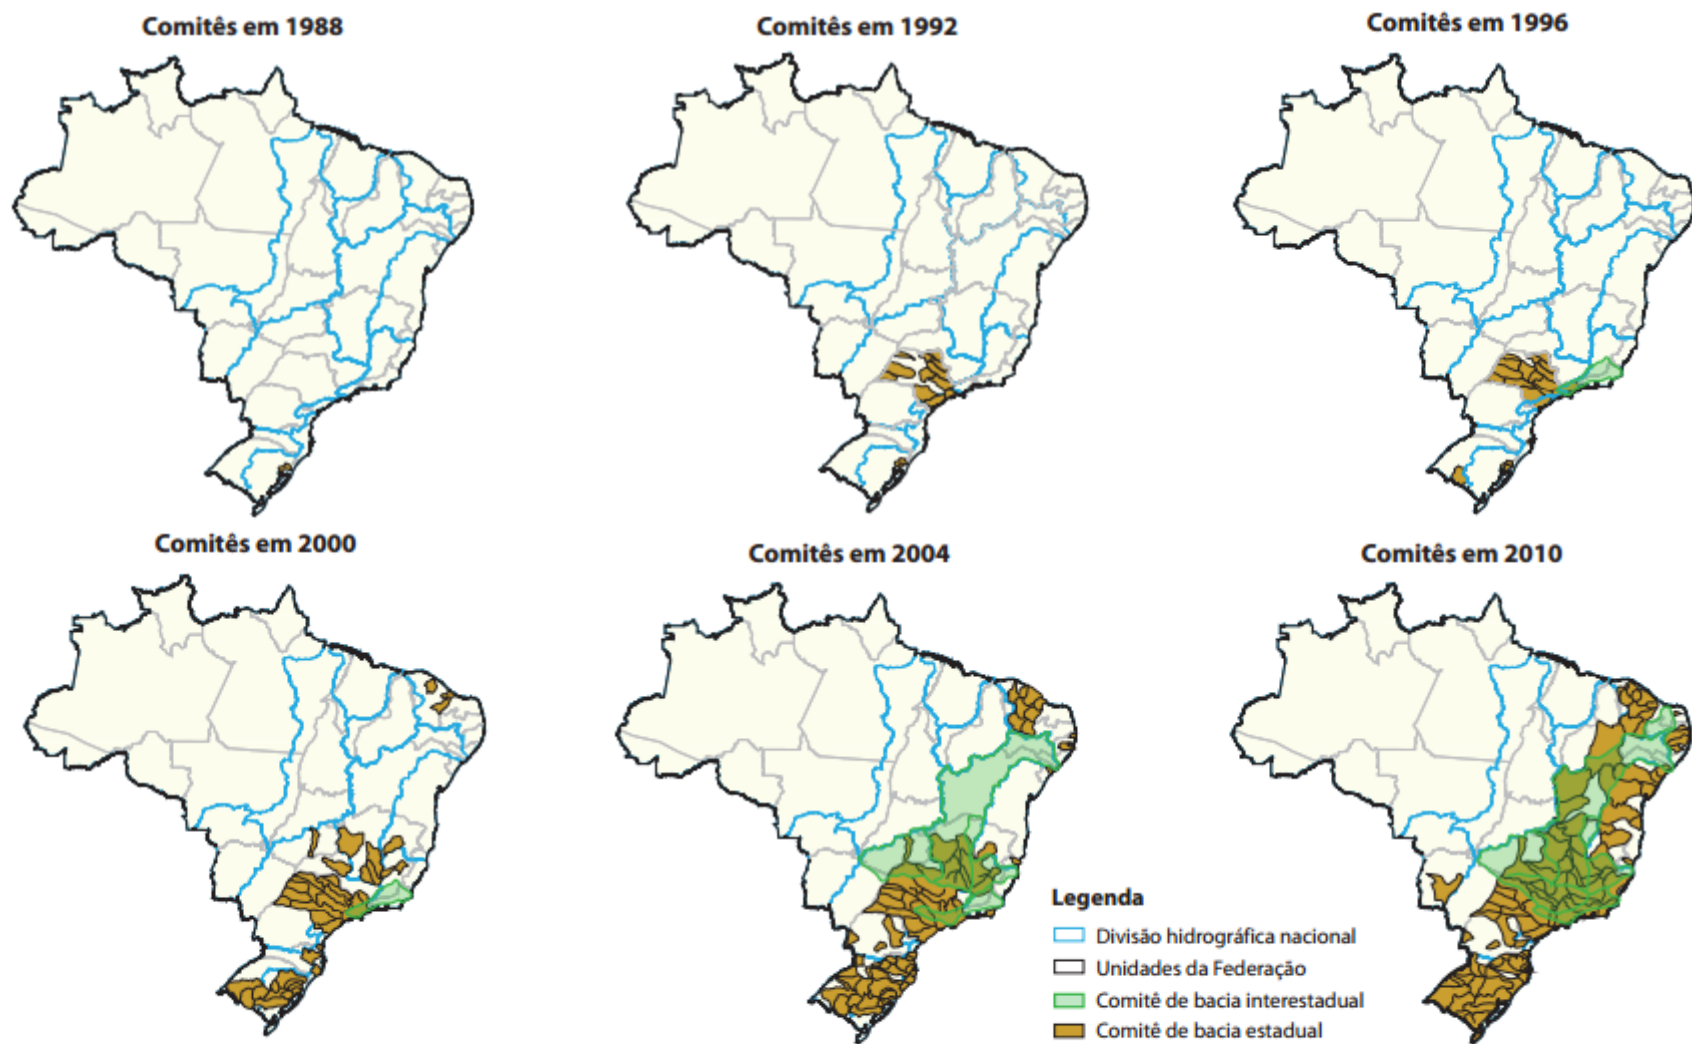 Comitês em 1988
Comitês em 1992
Comitês em 1996
Comitês em 2000
Comitês em 2004
Comitês em 2010
Legenda
Divisão hidrográfica nacional
Unidades da Federação
Comitê de bacia interestadual
Comitê de bacia estadual